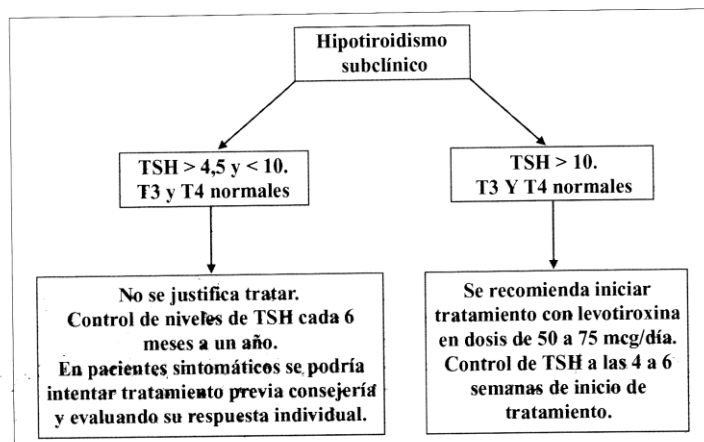 Hipotiroidismo
subclínico
TSH > 4,5 y < 10.
T3 y T4 normales
TSH > 10.
T3 Y T4 normales
No se justifica tratar.
Control de niveles de TSH cada 6
meses a un año.
En pacientes sintomáticos se podría
intentar tratamiento previa consejería
y evaluando su respuesta individual.
Se recomienda iniciar
tratamiento con levotiroxina
en dosis de 50 a 75 mcg/día.
Control de TSH a las 4 a 6
semanas de inicio de
tratamiento.